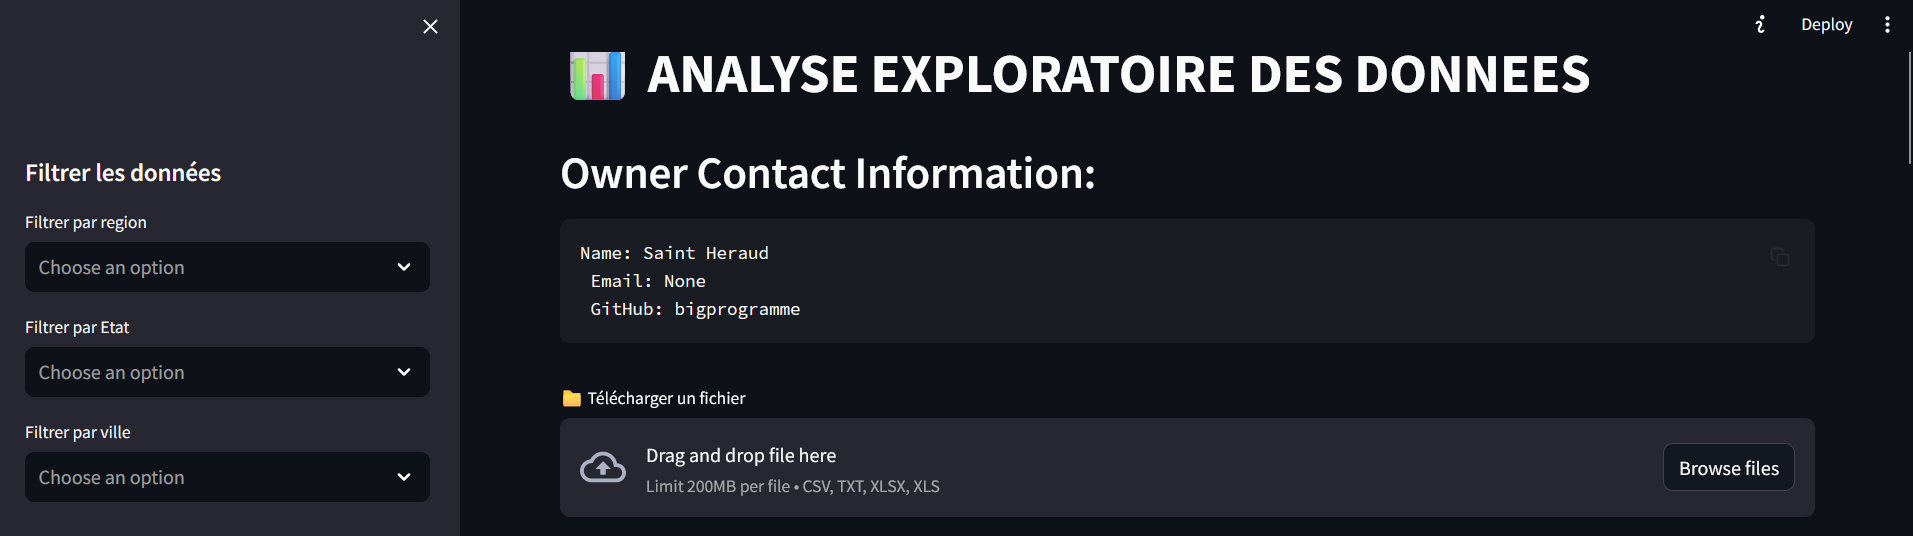 Deploy
ANALYSE EXPLORATOIRE DES DONNEES
Filtrer les données
Filtrer par region
Choose an option
Filtrer par Etat
Choose an option
Filtrer par ville
Choose an option
Owner Contact Information:
Name: Saint Heraud
Email: None
GitHub: bigprogramme
Télécharger un fichier
Drag and drop file here
Limit 200MB per file • CSV, TXT, XLSX, XLS
Browse files